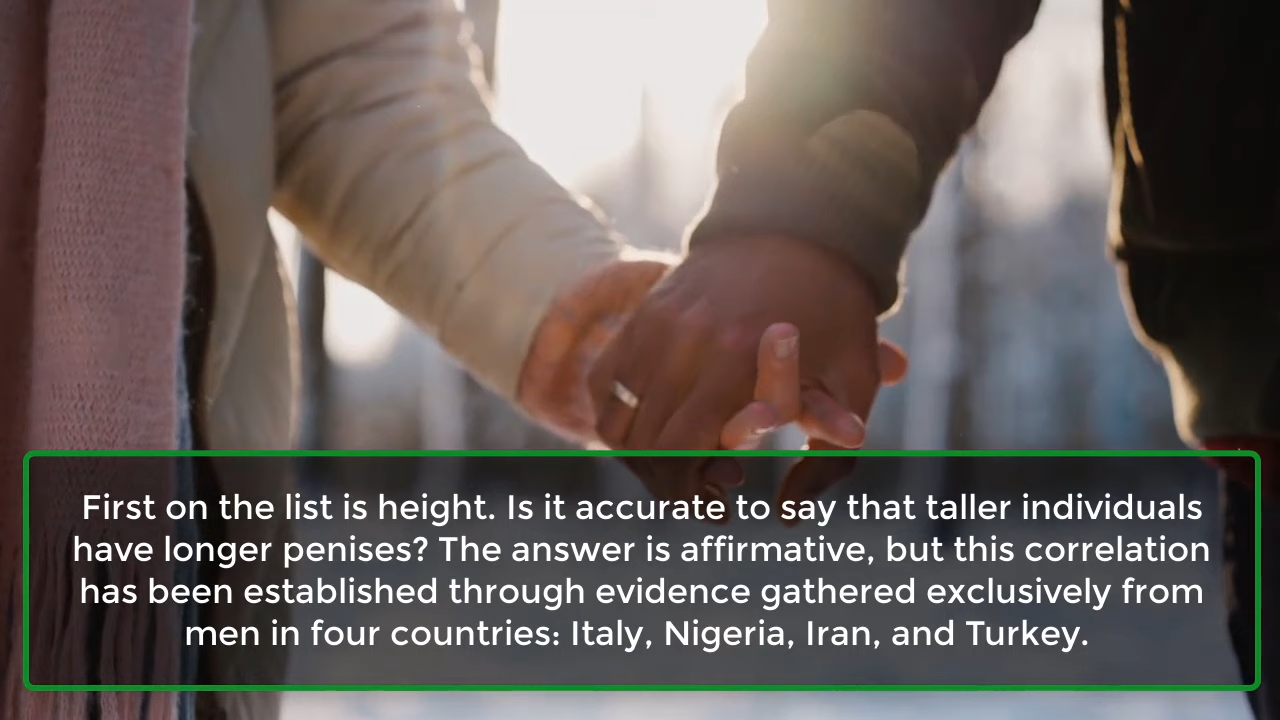 First on the list is height. Is it accurate to say that taller individuals
have longer penises? The answer is affirmative, but this correlation
has been established through evidence gathered exclusively from
men in four countries: Italy, Nigeria, Iran, and Turkey.